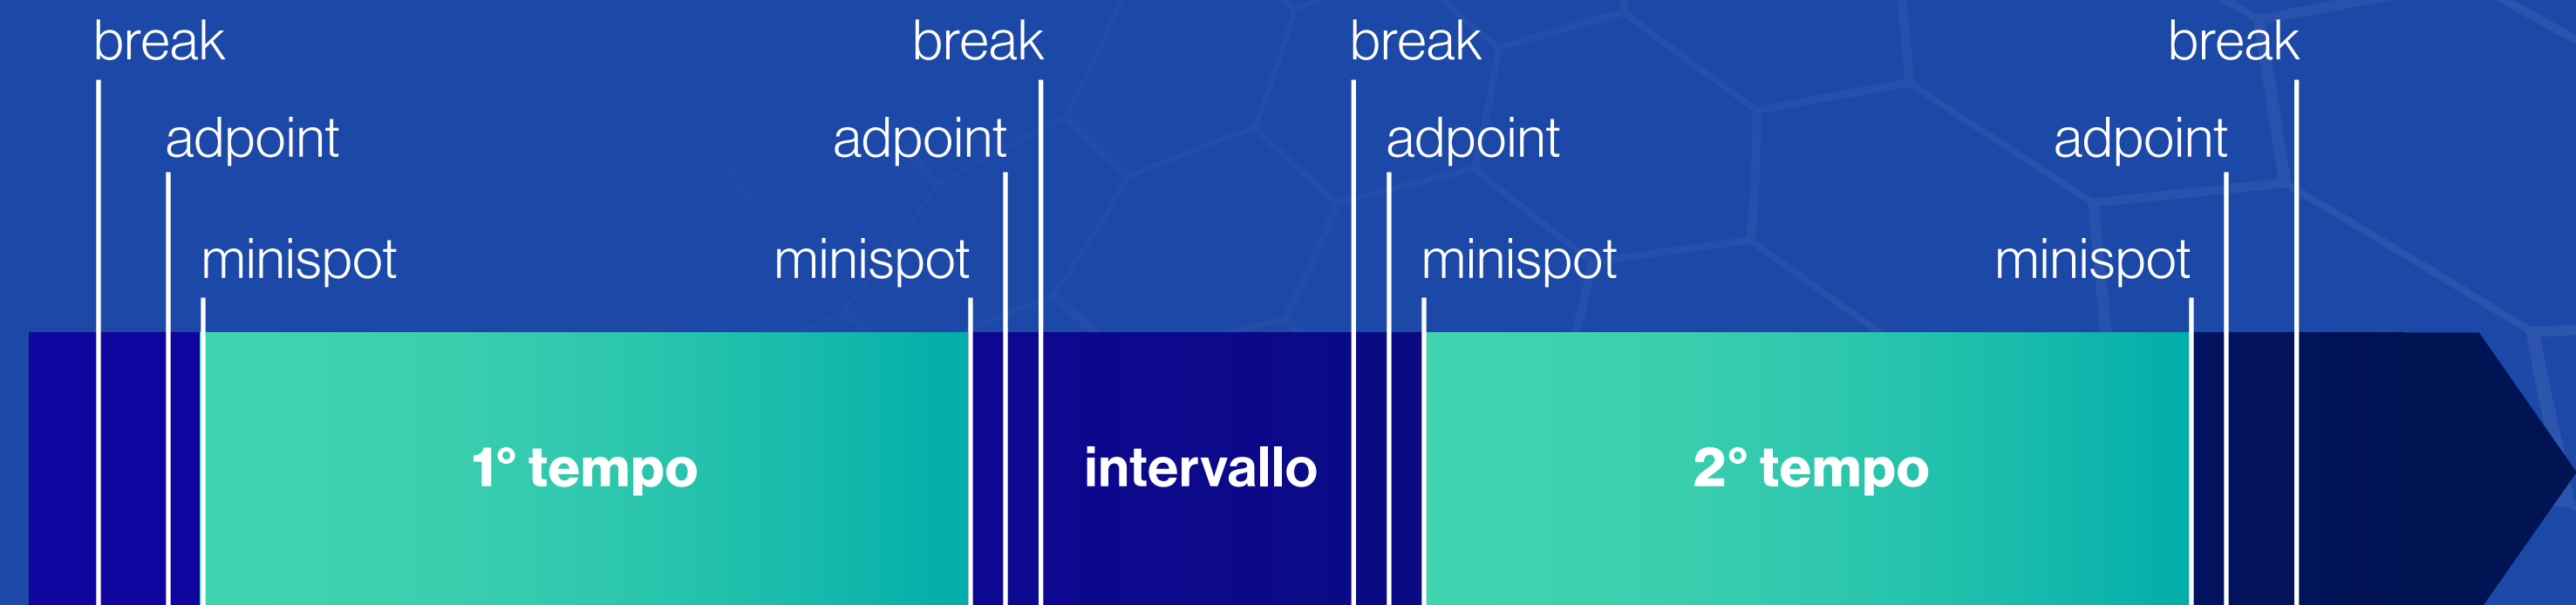 break break break break
adpoint adpoint adpoint adpoint
minispot minispot minispot minispot
1° tempo intervallo 2° tempo